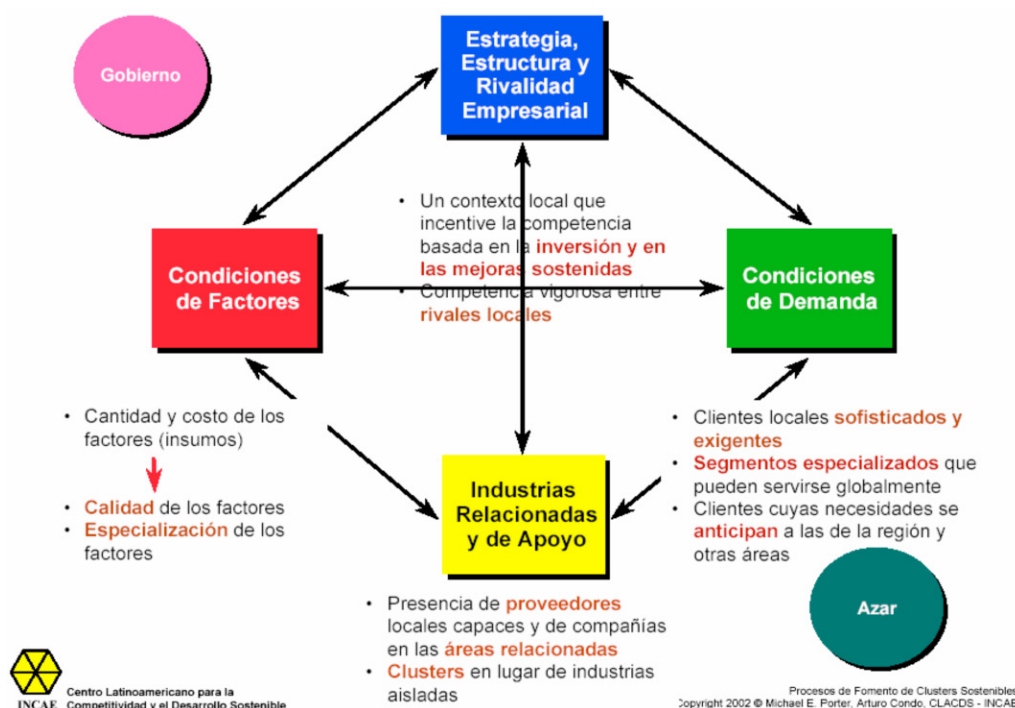 Gobierno
Estrategia,
Estructura y
Rivalidad
Empresarial
• Un contexto local que
incentive la competencia
basada en la inversión y en
las mejoras sostenidas
• Competencia vigorosa entre
rivales locales
Condiciones
de Factores
Condiciones
de Demanda
• Cantidad y costo de los
factores (insumos)
• Calidad de los factores
• Especialización de los
factores
Industrias
Relacionadas
y de Apoyo
• Clientes locales sofisticados y
exigentes
• Segmentos especializados que
pueden servirse globalmente
• Clientes cuyas necesidades se
anticipan a las de la región y
otras áreas
• Presencia de proveedores
locales capaces y de compañías
en las áreas relacionadas
• Clusters en lugar de industrias
aisladas
Azar
INCAE
Centro Latinoamericano para la
Competitividad y el Desarrollo Sostenible
Procesos de Fomento de Clusters Sostenibles
Copyright 2002 © Michael E. Porter, Arturo Condo, CLACDS - INCAE